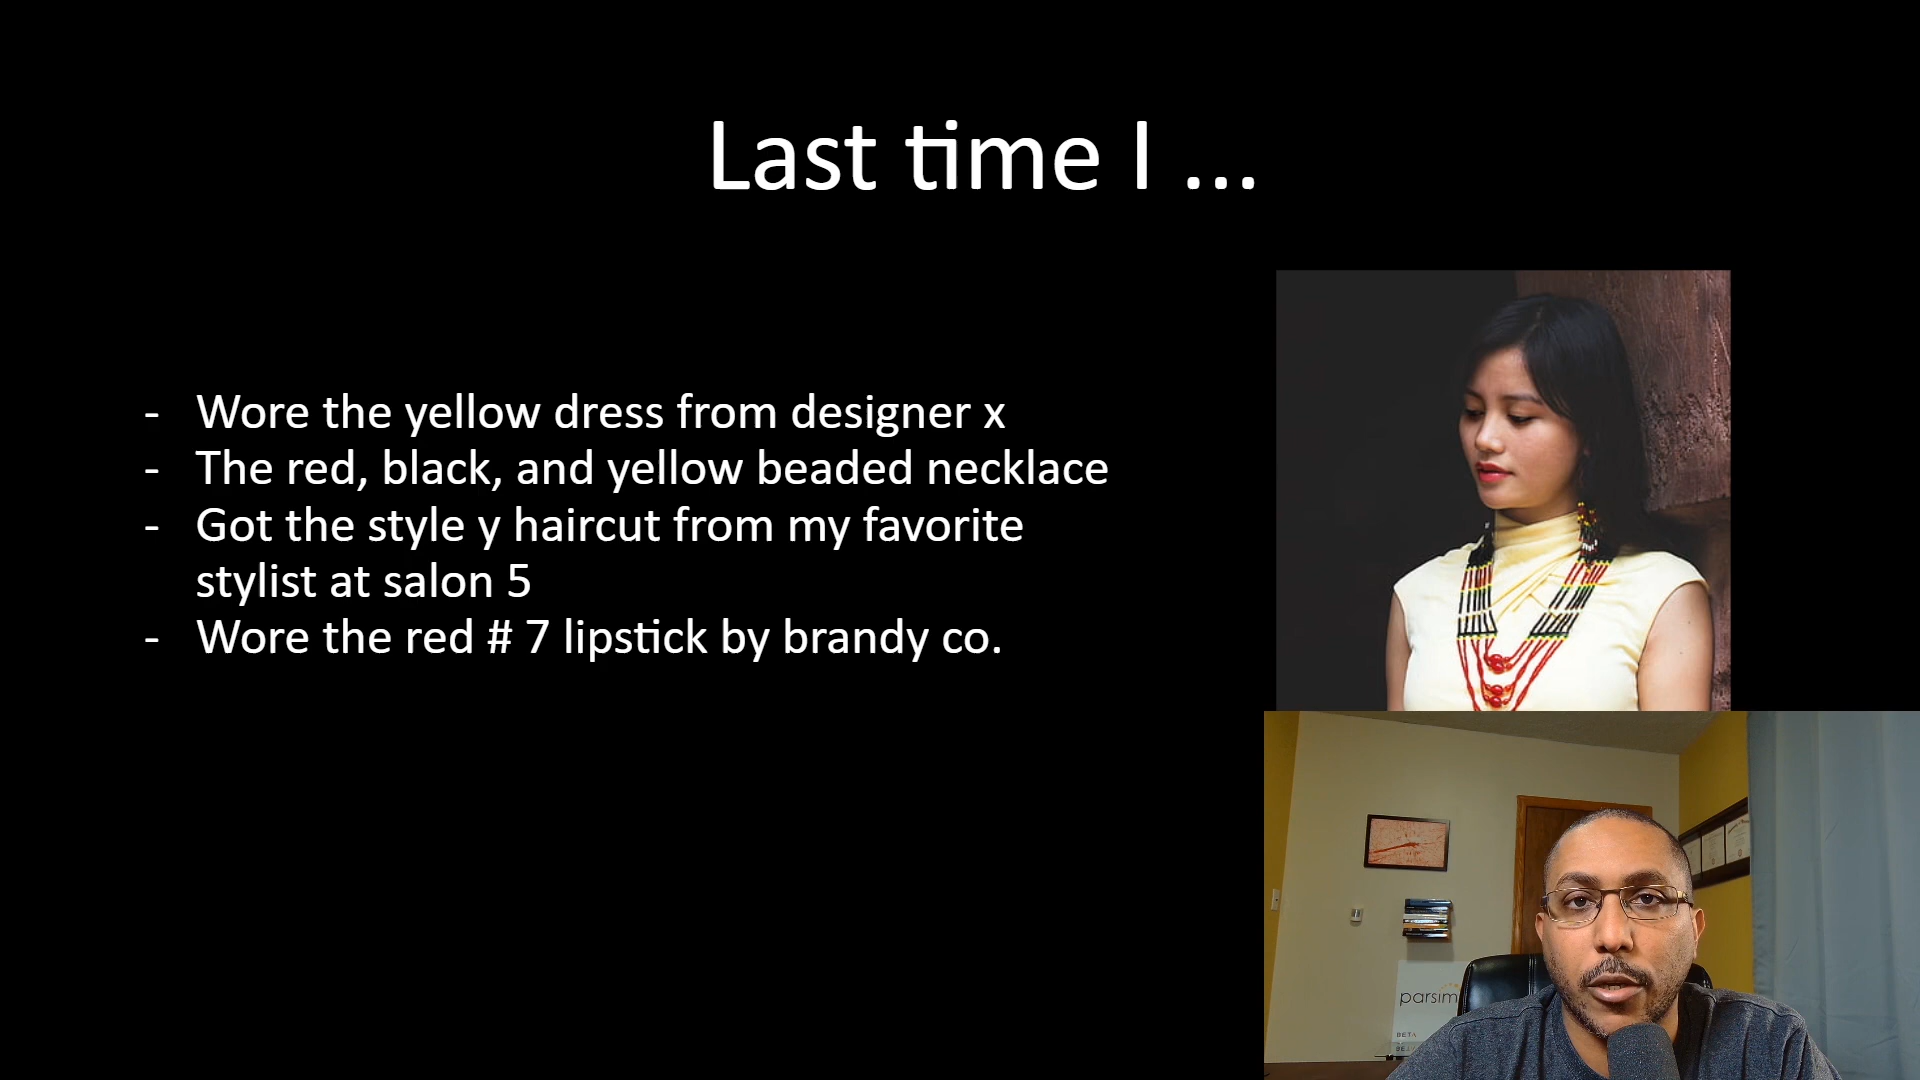 Last time I ...
- Wore the yellow dress from designer x
- The red, black, and yellow beaded necklace
- Got the style y haircut from my favorite
stylist at salon 5
- Wore the red # 7 lipstick by brandy co.
parsim
BETA